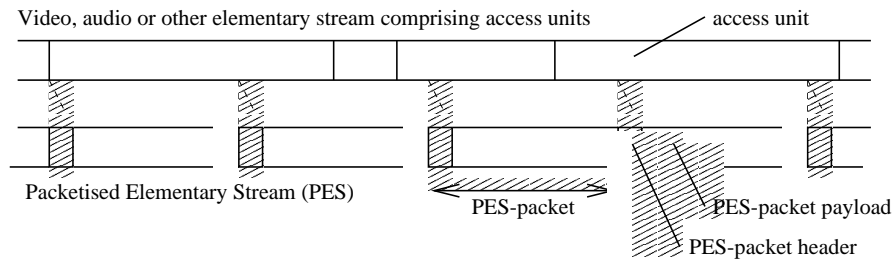 Video, audio or other elementary stream comprising access units
access unit
Packetised Elementary Stream (PES)
PES-packet
PES-packet payload
PES-packet header